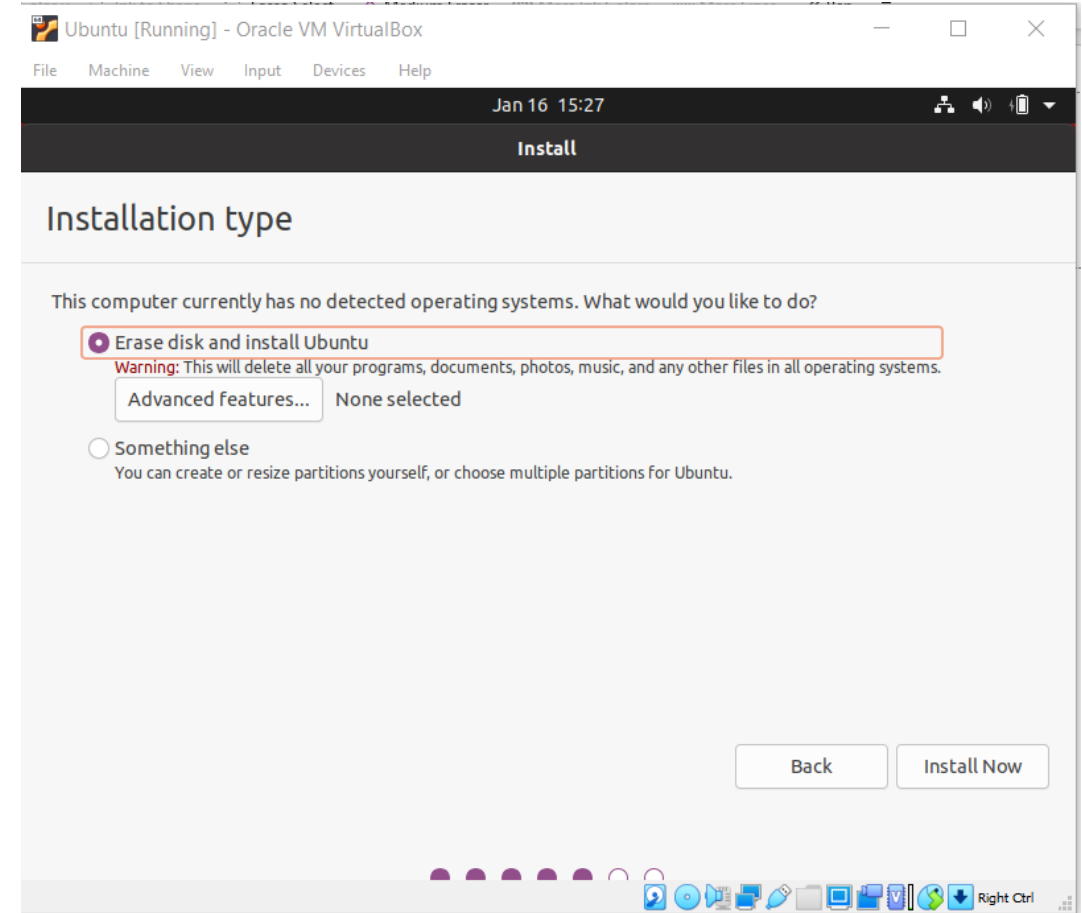 Ubuntu [Running] - Oracle VM VirtualBox
File Machine View Input Devices Help
Jan 16 15:27
Install
Installation type
This computer currently has no detected operating systems. What would you like to do?
Erase disk and install Ubuntu
Warning: This will delete all your programs, documents, photos, music, and any other files in all operating systems.
Advanced features... None selected
Something else
You can create or resize partitions yourself, or choose multiple partitions for Ubuntu.
Back Install Now
Right Ctrl